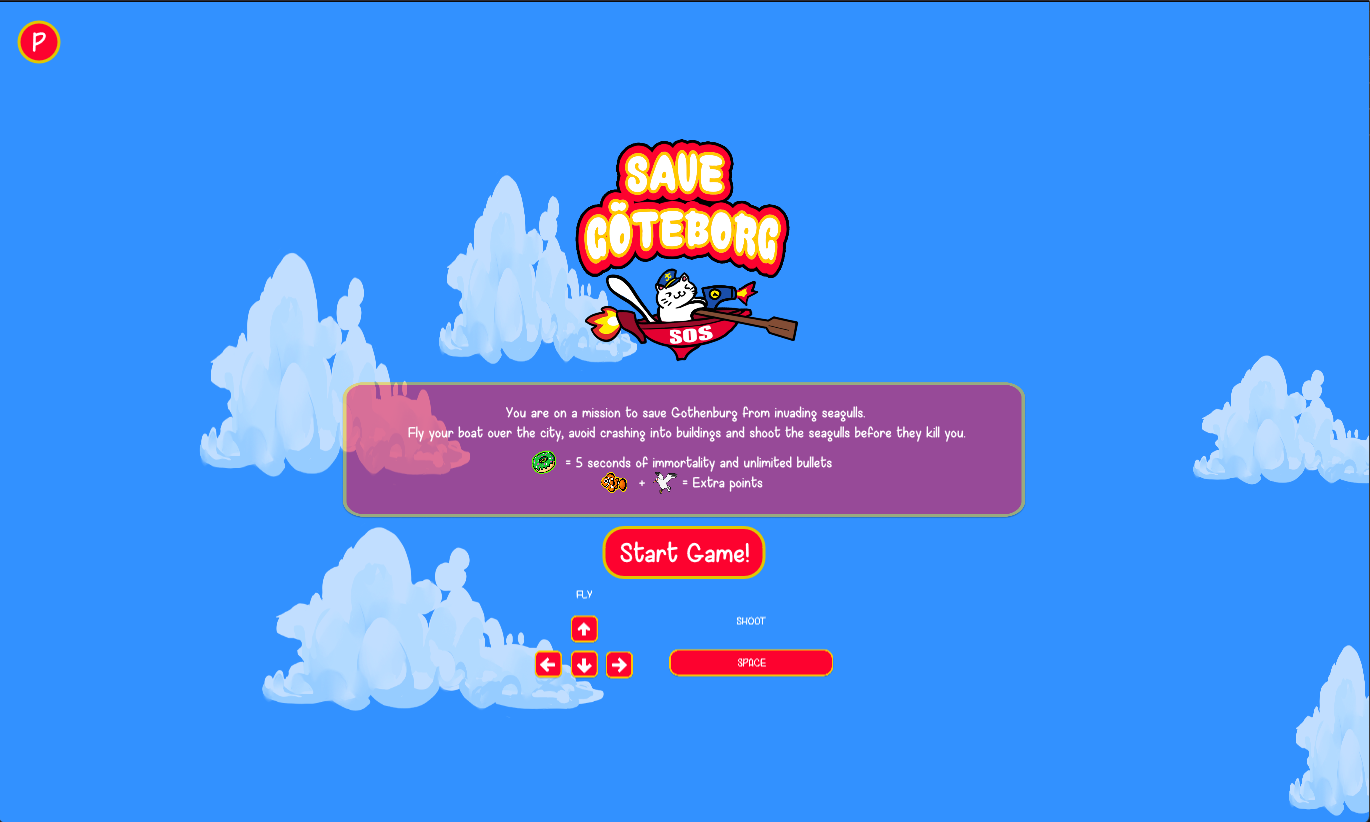 P
SAVE
GÖTEBORG
SOS
You are on a mission to save Gothenburg from invading seagulls.
Fly your boat over the city, avoid crashing into buildings and shoot the seagulls before they kill you.
= 5 seconds of immortality and unlimited bullets
+ = Extra points
Start Game!
FLY
SHOOT
SPACE